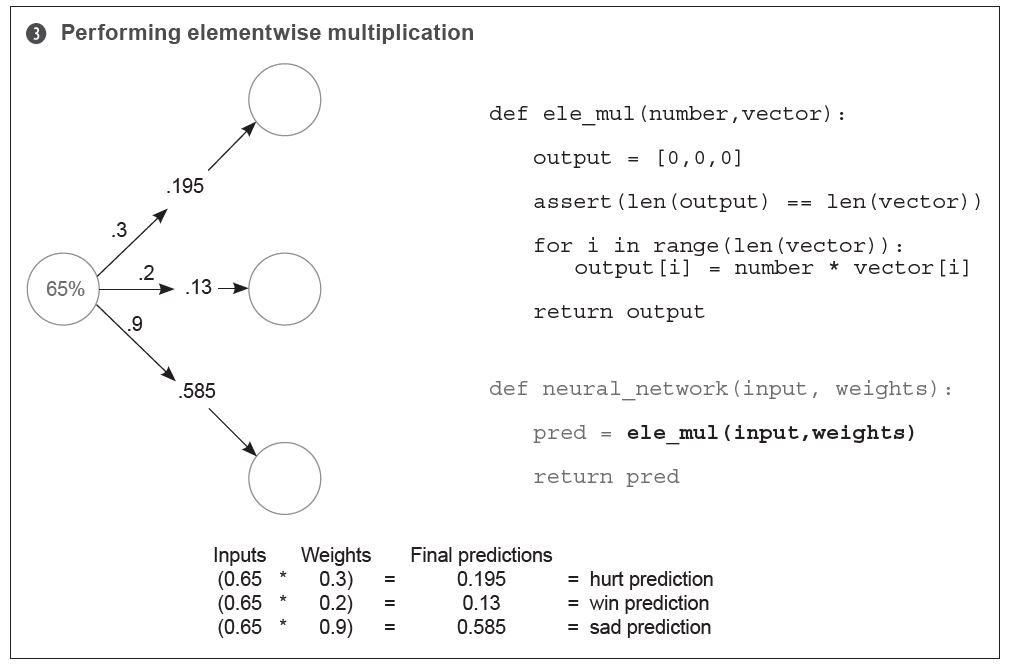 3 Performing elementwise multiplication
.195
.3
.2
65%
.13
.9
.585
def ele_mul(number,vector):
output = [0,0,0]
assert(len(output) == len(vector))
for i in range(len(vector)):
output[i] = number * vector[i]
return output
def neural_network(input, weights):
pred = ele_mul(input,weights)
return pred
Inputs Weights Final predictions
(0.65 * 0.3) = 0.195 = hurt prediction
(0.65 * 0.2) = 0.13 = win prediction
(0.65 * 0.9) = 0.585 = sad prediction